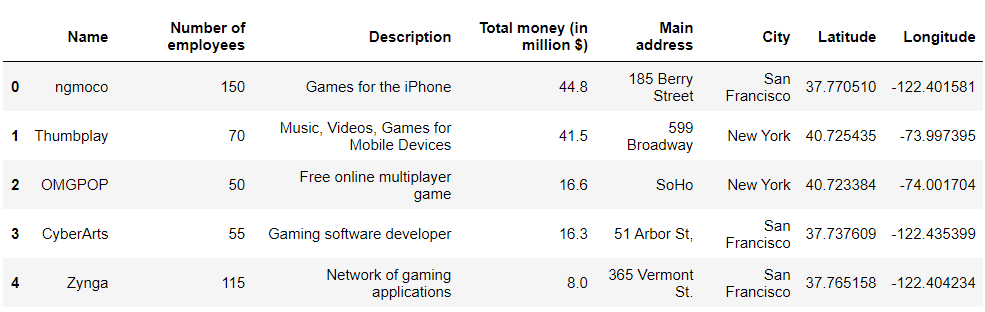 Name Number of employees Description Total money (in million $) Main address City Latitude Longitude
0 ngmoco 150 Games for the iPhone 44.8 185 Berry Street San Francisco 37.770510 -122.401581
1 Thumbplay 70 Music, Videos, Games for Mobile Devices 41.5 599 Broadway New York 40.725435 -73.997395
2 OMGPOP 50 Free online multiplayer game 16.6 SoHo New York 40.723384 -74.001704
3 CyberArts 55 Gaming software developer 16.3 51 Arbor St, San Francisco 37.737609 -122.435399
4 Zynga 115 Network of gaming applications 8.0 365 Vermont St. San Francisco 37.765158 -122.404234